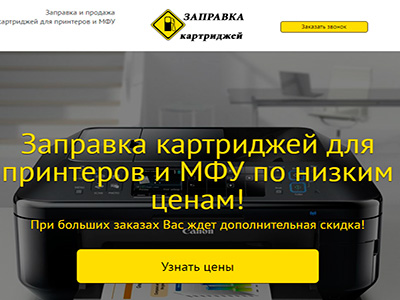 Заправка и продажа
картриджей для принтеров и МФУ
ЗАПРАВКА
картриджей
Заказать звонок
Заправка картриджей для
принтеров и МФУ по низким
ценам!
При больших заказах Вас ждет дополнительная скидка!
Canon
Узнать цены